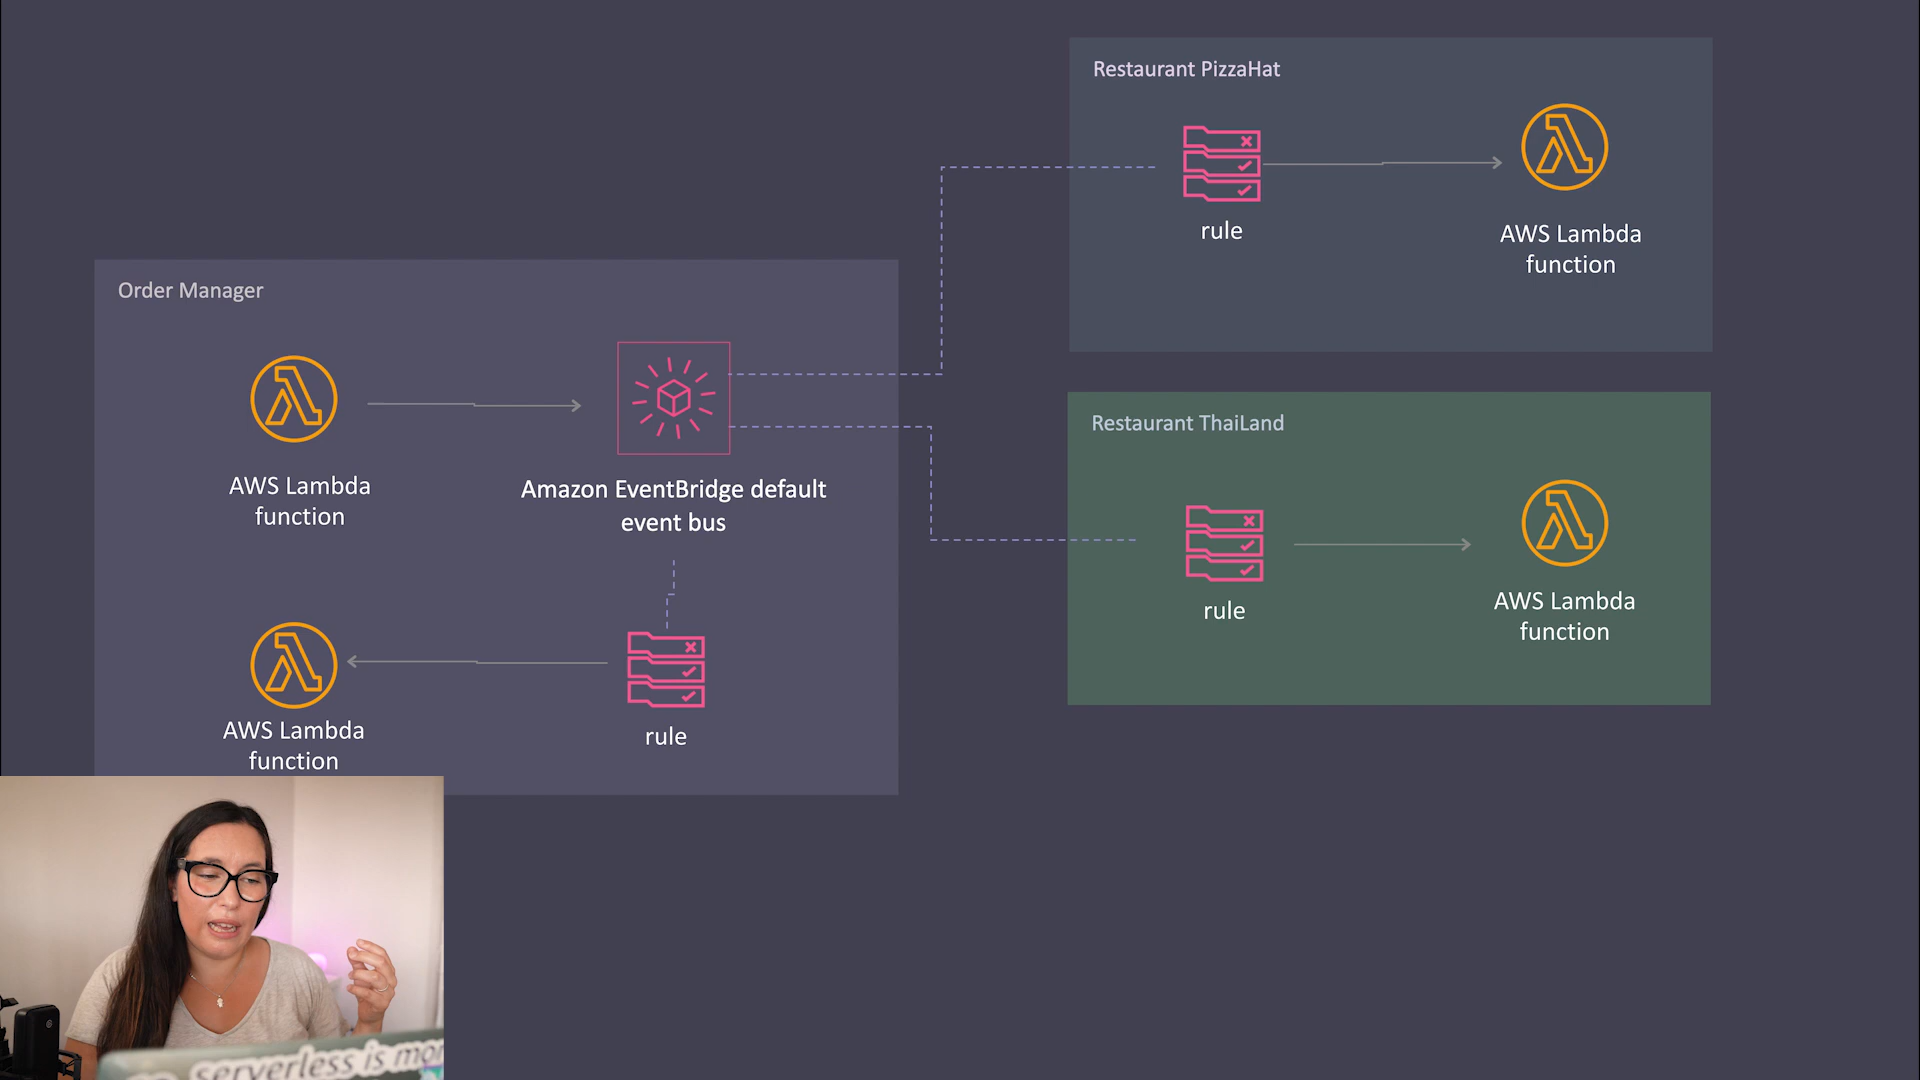 Restaurant PizzaHat
rule
AWS Lambda
function
Order Manager
AWS Lambda
function
Amazon EventBridge default
event bus
Restaurant ThaiLand
rule
AWS Lambda
function
AWS Lambda
function
rule
serverless is